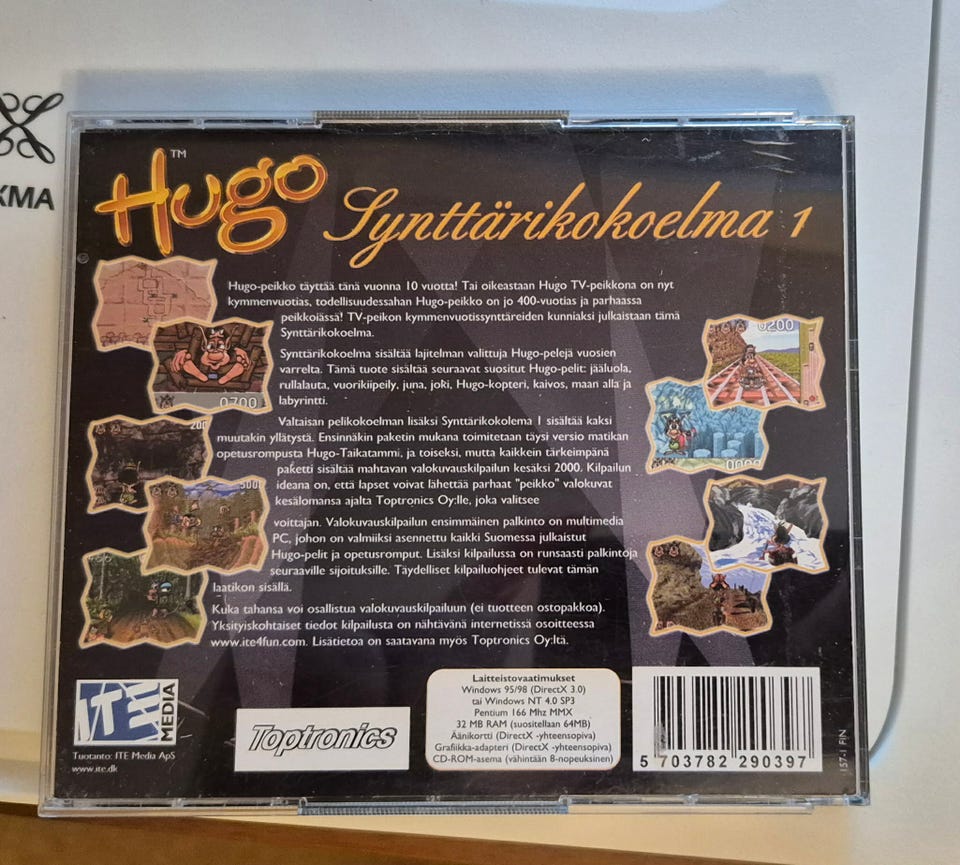 XMA
Hugo™
Synttärikokoelma 1
Hugo-peikko täyttää tänä vuonna 10 vuotta! Tai oikeastaan Hugo TV-peikkona on nyt
kymmenvuotias, todellisuudessahan Hugo-peikko on jo 400-vuotias ja parhaassa
peikkoiässä! TV-peikon kymmenvuotissynttäreiden kunniaksi julkaistaan tämä
Synttärikokoelma.
Synttärikokoelma sisältää lajitelman valittuja Hugo-pelejä vuosien
varrelta. Tämä tuote sisältää seuraavat suositut Hugo-pelit: jääluola,
rullalauta, vuorikiipeily, juna, joki, Hugo-kopteri, kaivos, maan alla ja
labyrintti.
Valtaisan pelikokoelman lisäksi Synttärikokolema 1 sisältää kaksi
muutakin yllätystä. Ensinnäkin paketin mukana toimitetaan täysi versio matikan
opetusrompusta Hugo-Taikatammi, ja toiseksi, mutta kaikkein tärkeimpänä
paketti sisältää mahtavan valokuvauskilpailun kesäksi 2000. Kilpailun
ideana on, että lapset voivat lähettää parhaat "peikko" valokuvat
kesälomansa ajalta Toptronics Oy:lle, joka valitsee
voittajan. Valokuvauskilpailun ensimmäinen palkinto on multimedia
PC, johon on valmiiksi asennettu kaikki Suomessa julkaistut
Hugo-pelit ja opetusromput. Lisäksi kilpailussa on runsaasti palkintoja
seuraaville sijoituksille. Täydelliset kilpailuohjeet tulevat tämän
laatikon sisällä.
Kuka tahansa voi osallistua valokuvauskilpailuun (ei tuotteen ostopakkoa).
Yksityiskohtaiset tiedot kilpailusta on nähtävänä internetissä osoitteessa
www.ite4fun.com. Lisätietoa on saatavana myös Toptronics Oy:ltä.
0700
200
500
0200
000
ITE MEDIA
Tuotanto: ITE Media ApS
www.ite.dk
Toptronics
Laitteistovaatimukset
Windows 95/98 (DirectX 3.0)
tai Windows NT 4.0 SP3
Pentium 166 Mhz MMX
32 MB RAM (suositellaan 64MB)
Äänikortti (DirectX -yhteensopiva)
Grafiikka-adapteri (DirectX -yhteensopiva)
CD-ROM-asema (vähintään 8-nopeuksinen)
5 703782 290397
157-1 FIN